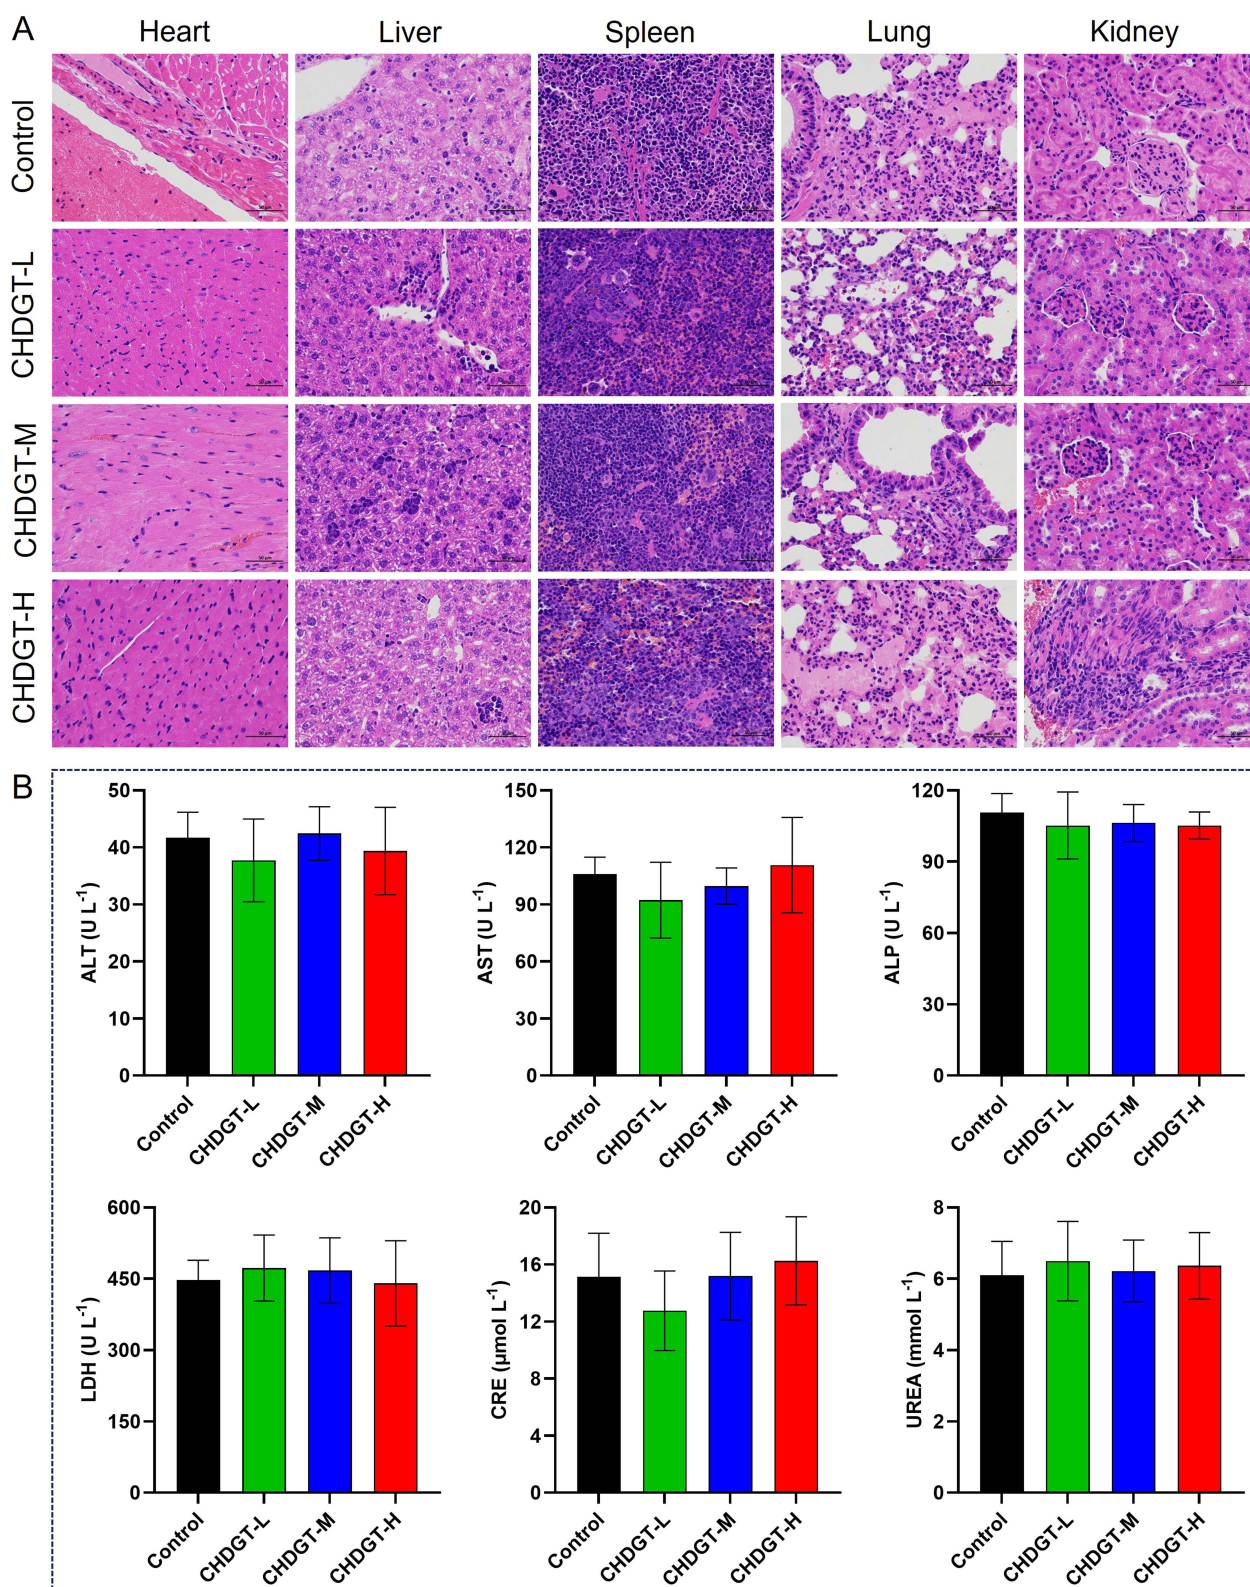 A
Heart Liver Spleen Lung Kidney
Control
CHDGT-L
CHDGT-M
CHDGT-H
50 μm
B
50
40
30
20
10
0
ALT (U L⁻¹)
Control CHDGT-L CHDGT-M CHDGT-H
150
120
90
60
30
0
AST (U L⁻¹)
Control CHDGT-L CHDGT-M CHDGT-H
120
90
60
30
0
ALP (U L⁻¹)
Control CHDGT-L CHDGT-M CHDGT-H
600
450
300
150
0
LDH (U L⁻¹)
Control CHDGT-L CHDGT-M CHDGT-H
20
16
12
8
4
0
CRE (μmol L⁻¹)
Control CHDGT-L CHDGT-M CHDGT-H
8
6
4
2
0
UREA (mmol L⁻¹)
Control CHDGT-L CHDGT-M CHDGT-H